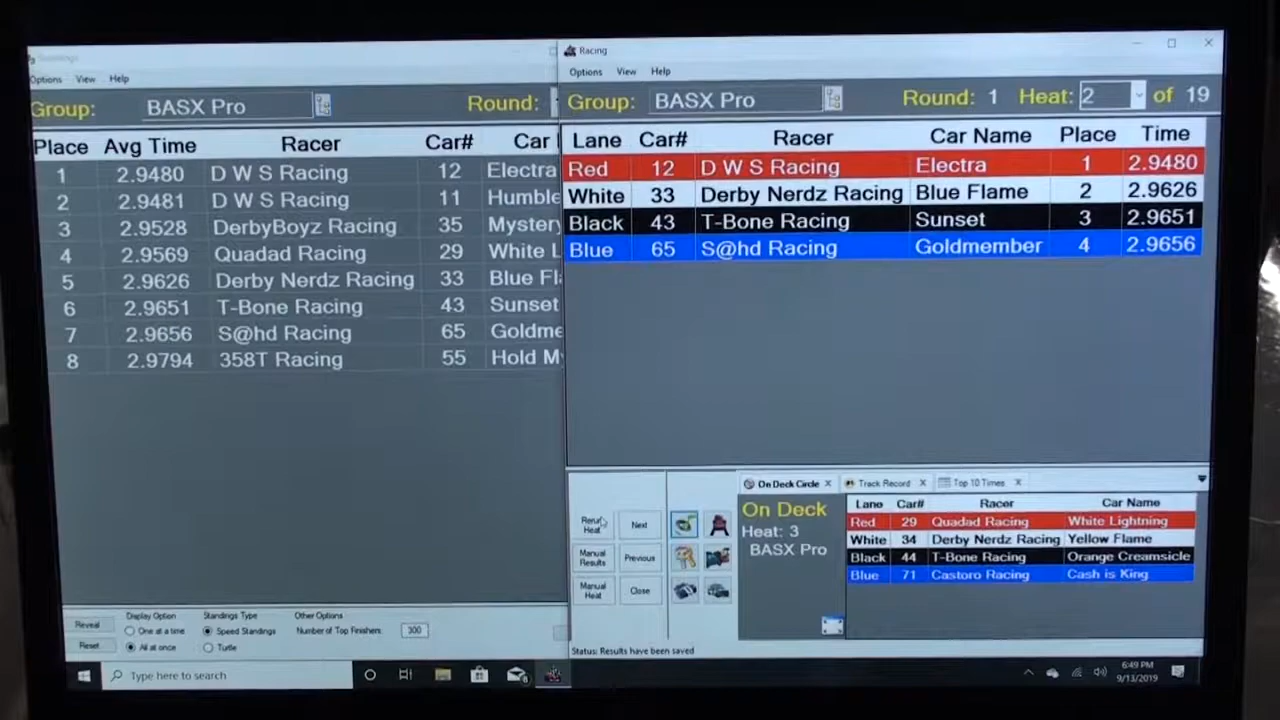 Options View Help
Group: BASX Pro Round:
Place Avg Time Racer Car# Car
1 2.9480 D W S Racing 12 Electra
2 2.9481 D W S Racing 11 Humble
3 2.9528 DerbyBoyz Racing 35 Mystery
4 2.9569 Quadad Racing 29 White L
5 2.9626 Derby Nerdz Racing 33 Blue Fl
6 2.9651 T-Bone Racing 43 Sunset
7 2.9656 S@hd Racing 65 Goldme
8 2.9794 358T Racing 55 Hold M
Reveal
Reset
Display Option
One at a time
All at once
Standings Type
Speed Standings
Turtle
Other Options
Number of Top Finishers: 300
Racing
Options View Help
Group: BASX Pro Round: 1 Heat: 2 of 19
Lane Car# Racer Car Name Place Time
Red 12 D W S Racing Electra 1 2.9480
White 33 Derby Nerdz Racing Blue Flame 2 2.9626
Black 43 T-Bone Racing Sunset 3 2.9651
Blue 65 S@hd Racing Goldmember 4 2.9656
Rerun Heat
Next
Manual Results
Previous
Manual Heat
Close
On Deck Circle x Track Record x Top 10 Times x
On Deck
Heat: 3
BASX Pro
Lane Car# Racer Car Name
Red 29 Quadad Racing White Lightning
White 34 Derby Nerdz Racing Yellow Flame
Black 44 T-Bone Racing Orange Creamsicle
Blue 71 Castoro Racing Cash is King
Status: Results have been saved
Type here to search
6:49 PM
9/13/2019